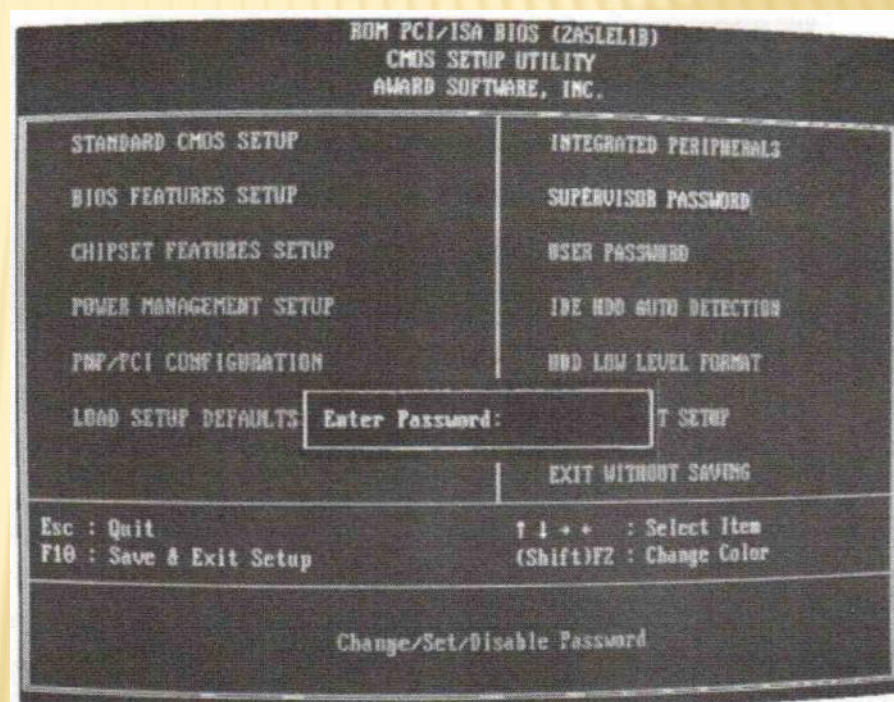 ROM PCI/ISA BIOS (2A5LEL1B)
CMOS SETUP UTILITY
AWARD SOFTWARE, INC.
STANDARD CMOS SETUP
BIOS FEATURES SETUP
CHIPSET FEATURES SETUP
POWER MANAGEMENT SETUP
PNP/PCI CONFIGURATION
LOAD SETUP DEFAULTS
INTEGRATED PERIPHERALS
SUPERVISOR PASSWORD
USER PASSWORD
IDE HDD AUTO DETECTION
HDD LOW LEVEL FORMAT
T SETUP
EXIT WITHOUT SAVING
Enter Password:
Esc : Quit
F10 : Save & Exit Setup
↑ ↓ → ← : Select Item
(Shift)F2 : Change Color
Change/Set/Disable Password